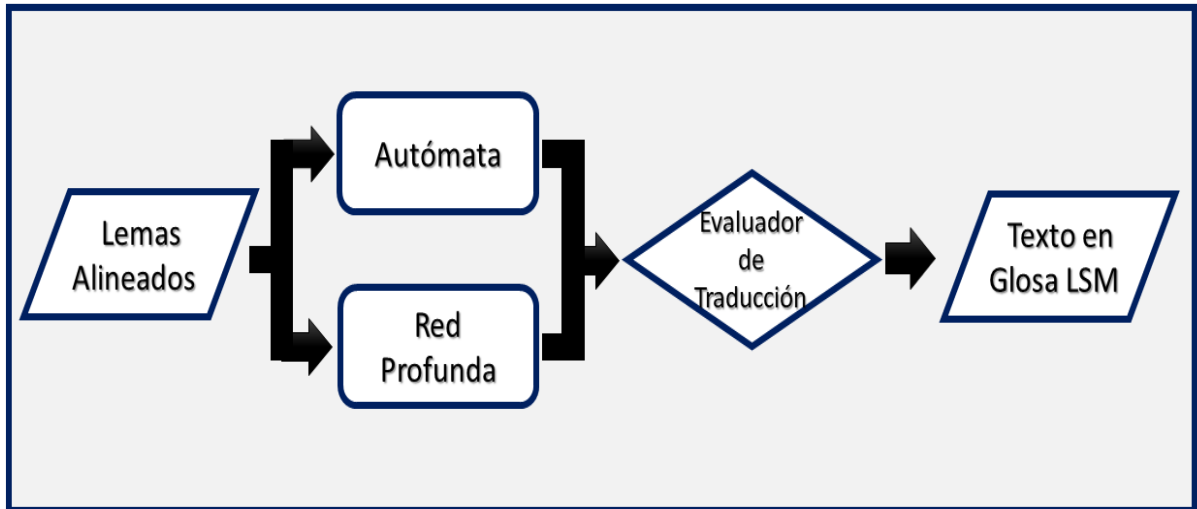 Lemas
Alineados
Autómata
Red
Profunda
Evaluador
de
Traducción
Texto en
Glosa LSM